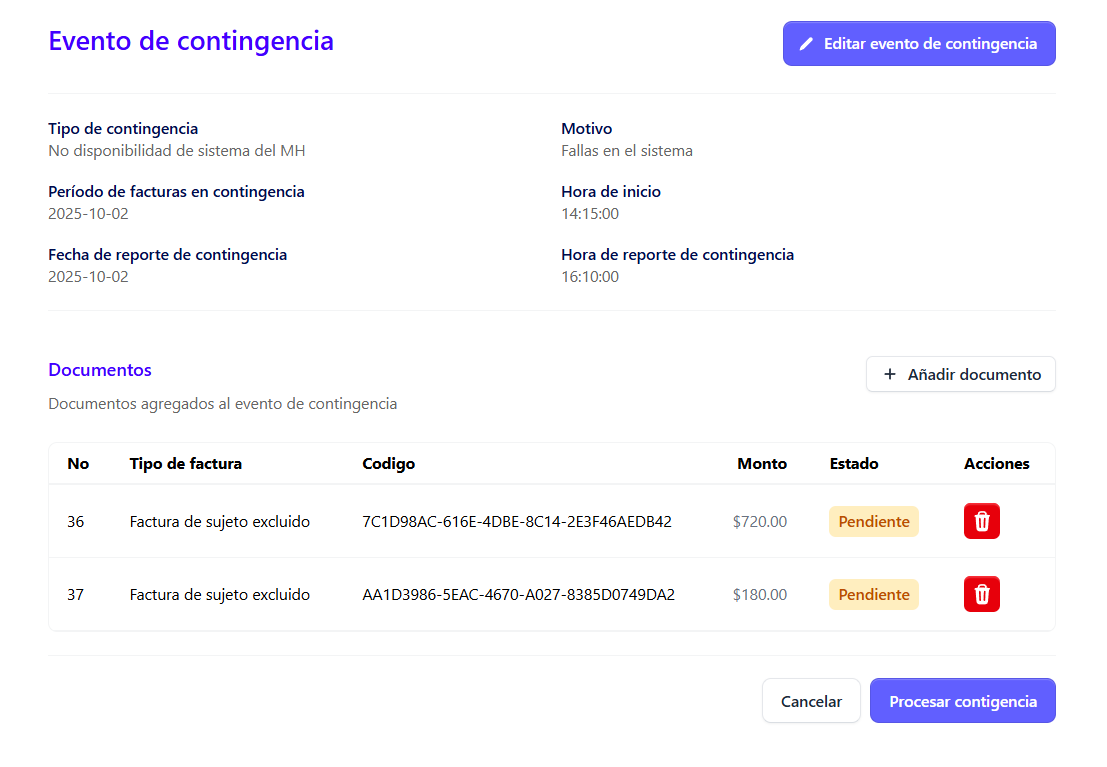 Evento de contingencia
Editar evento de contingencia
Tipo de contingencia
No disponibilidad de sistema del MH
Motivo
Fallas en el sistema
Período de facturas en contingencia
2025-10-02
Hora de inicio
14:15:00
Fecha de reporte de contingencia
2025-10-02
Hora de reporte de contingencia
16:10:00
Documentos
Documentos agregados al evento de contingencia
+ Añadir documento
No Tipo de factura Codigo Monto Estado Acciones
36 Factura de sujeto excluido 7C1D98AC-616E-4DBE-8C14-2E3F46AEDB42 $720.00 Pendiente
37 Factura de sujeto excluido AA1D3986-5EAC-4670-A027-8385D0749DA2 $180.00 Pendiente
Cancelar
Procesar contigencia